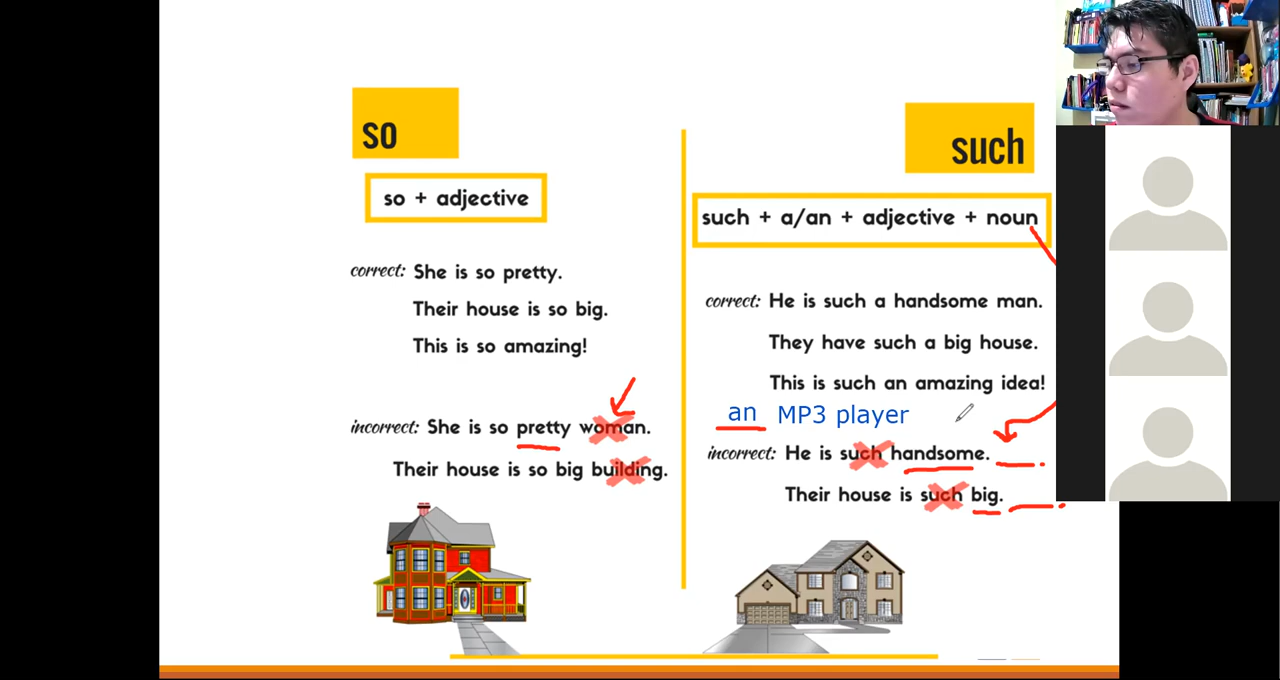 so
so + adjective
correct: She is so pretty.
Their house is so big.
This is so amazing!
incorrect: She is so pretty woman.
Their house is so big building.
such
such + a/an + adjective + noun
correct: He is such a handsome man.
They have such a big house.
This is such an amazing idea!
an MP3 player
incorrect: He is such handsome.
Their house is such big.